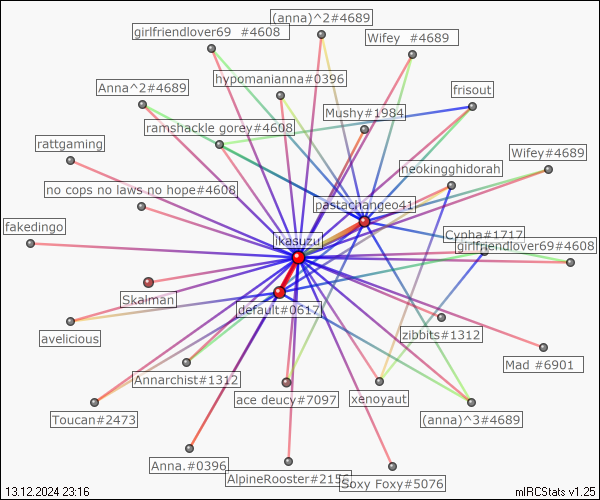 (anna)^2#4689
girlfriendlover69 #4608
Wifey #4689
hypomanianna#0396
Anna^2#4689
frisout
Mushy#1984
ramshackle gorey#4608
rattgaming
Wifey#4689
neokingghidorah
no cops no laws no hope#4608
pastachangeo41
fakedingo
Cypha#1717
ikasuzu
girlfriendlover69#4608
Skalman
default#0617
zibbits#1312
avelicious
Mad #6901
Annarchist#1312
ace deucy#7097
xenoyaut
Toucan#2473
(anna)^3#4689
Anna.#0396
AlpineRooster#215
Soxy Foxy#5076
13.12.2024 23:16
mIRCStats v1.25